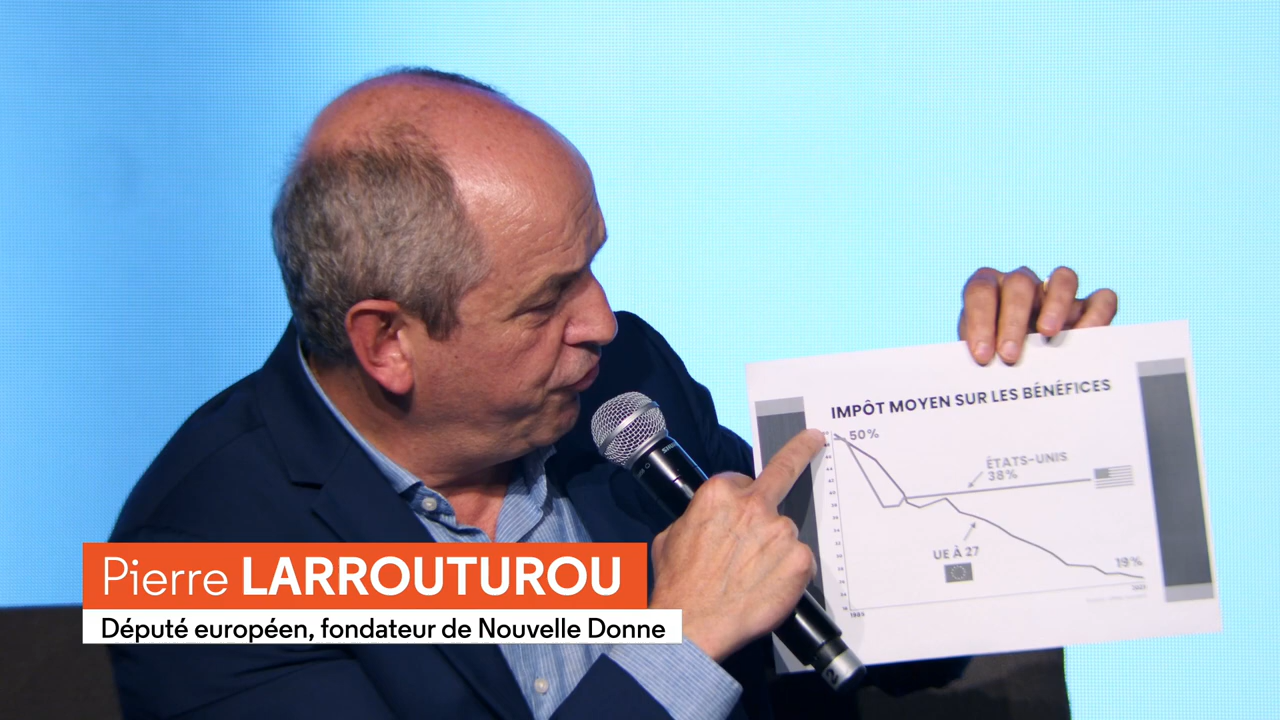 IMPÔT MOYEN SUR LES BÉNÉFICES
50%
ÉTATS-UNIS
38%
UE À 27
19%
Pierre LARROUTUROU
Député européen, fondateur de Nouvelle Donne